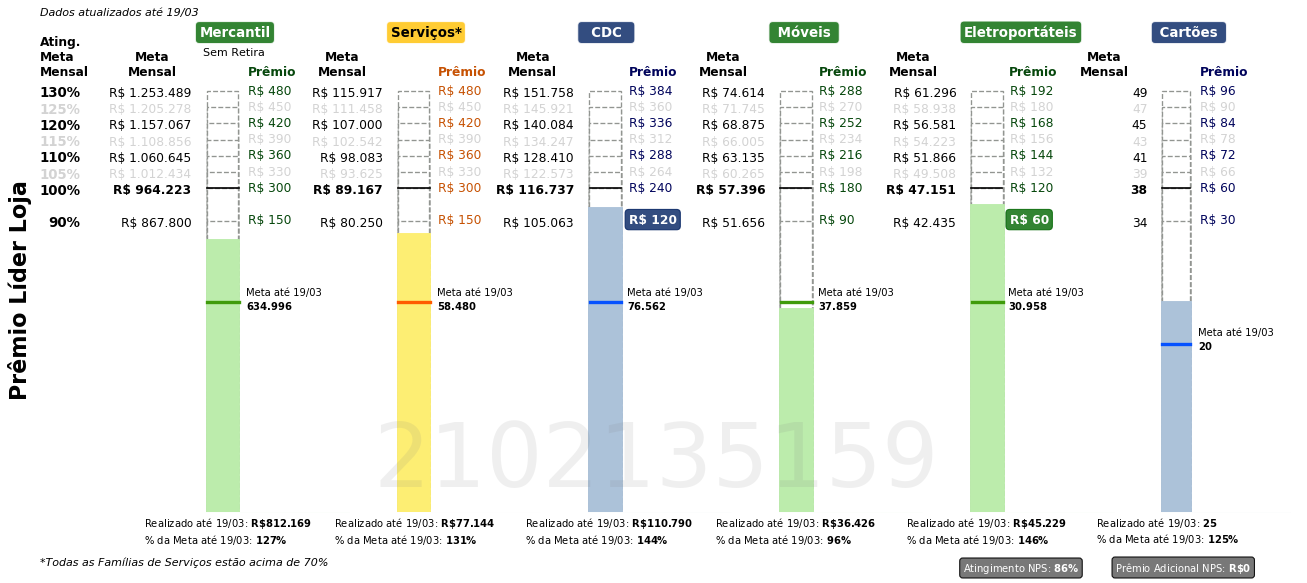 Dados atualizados até 19/03
Mercantil Serviços* CDC Móveis Eletroportáteis Cartões
Sem Retira
Ating. Meta Mensal Meta Mensal Prêmio Meta Mensal Prêmio Meta Mensal Prêmio Meta Mensal Prêmio Meta Mensal Prêmio Meta Mensal Prêmio
130% R$ 1.253.489 R$ 480 R$ 115.917 R$ 480 R$ 151.758 R$ 384 R$ 74.614 R$ 288 R$ 61.296 R$ 192 49 R$ 96
125% R$ 1.205.278 R$ 450 R$ 111.458 R$ 450 R$ 145.921 R$ 360 R$ 71.745 R$ 270 R$ 58.938 R$ 180 47 R$ 90
120% R$ 1.157.067 R$ 420 R$ 107.000 R$ 420 R$ 140.084 R$ 336 R$ 68.875 R$ 252 R$ 56.581 R$ 168 45 R$ 84
115% R$ 1.108.856 R$ 390 R$ 102.542 R$ 390 R$ 134.247 R$ 312 R$ 66.005 R$ 234 R$ 54.223 R$ 156 43 R$ 78
110% R$ 1.060.645 R$ 360 R$ 98.083 R$ 360 R$ 128.410 R$ 288 R$ 63.135 R$ 216 R$ 51.866 R$ 144 41 R$ 72
105% R$ 1.012.434 R$ 330 R$ 93.625 R$ 330 R$ 122.573 R$ 264 R$ 60.265 R$ 198 R$ 49.508 R$ 132 39 R$ 66
100% R$ 964.223 R$ 300 R$ 89.167 R$ 300 R$ 116.737 R$ 240 R$ 57.396 R$ 180 R$ 47.151 R$ 120 38 R$ 60
90% R$ 867.800 R$ 150 R$ 80.250 R$ 150 R$ 105.063 R$ 120 R$ 51.656 R$ 90 R$ 42.435 R$ 60 34 R$ 30
Prêmio Líder Loja
Meta até 19/03 Meta até 19/03 Meta até 19/03 Meta até 19/03 Meta até 19/03
634.996 58.480 76.562 37.859 30.958
Meta até 19/03
20
2102135159
Realizado até 19/03: R$812.169 Realizado até 19/03: R$77.144 Realizado até 19/03: R$110.790 Realizado até 19/03: R$36.426 Realizado até 19/03: R$45.229 Realizado até 19/03: 25
% da Meta até 19/03: 127% % da Meta até 19/03: 131% % da Meta até 19/03: 144% % da Meta até 19/03: 96% % da Meta até 19/03: 146% % da Meta até 19/03: 125%
*Todas as Famílias de Serviços estão acima de 70%
Atingimento NPS: 86% Prêmio Adicional NPS: R$0